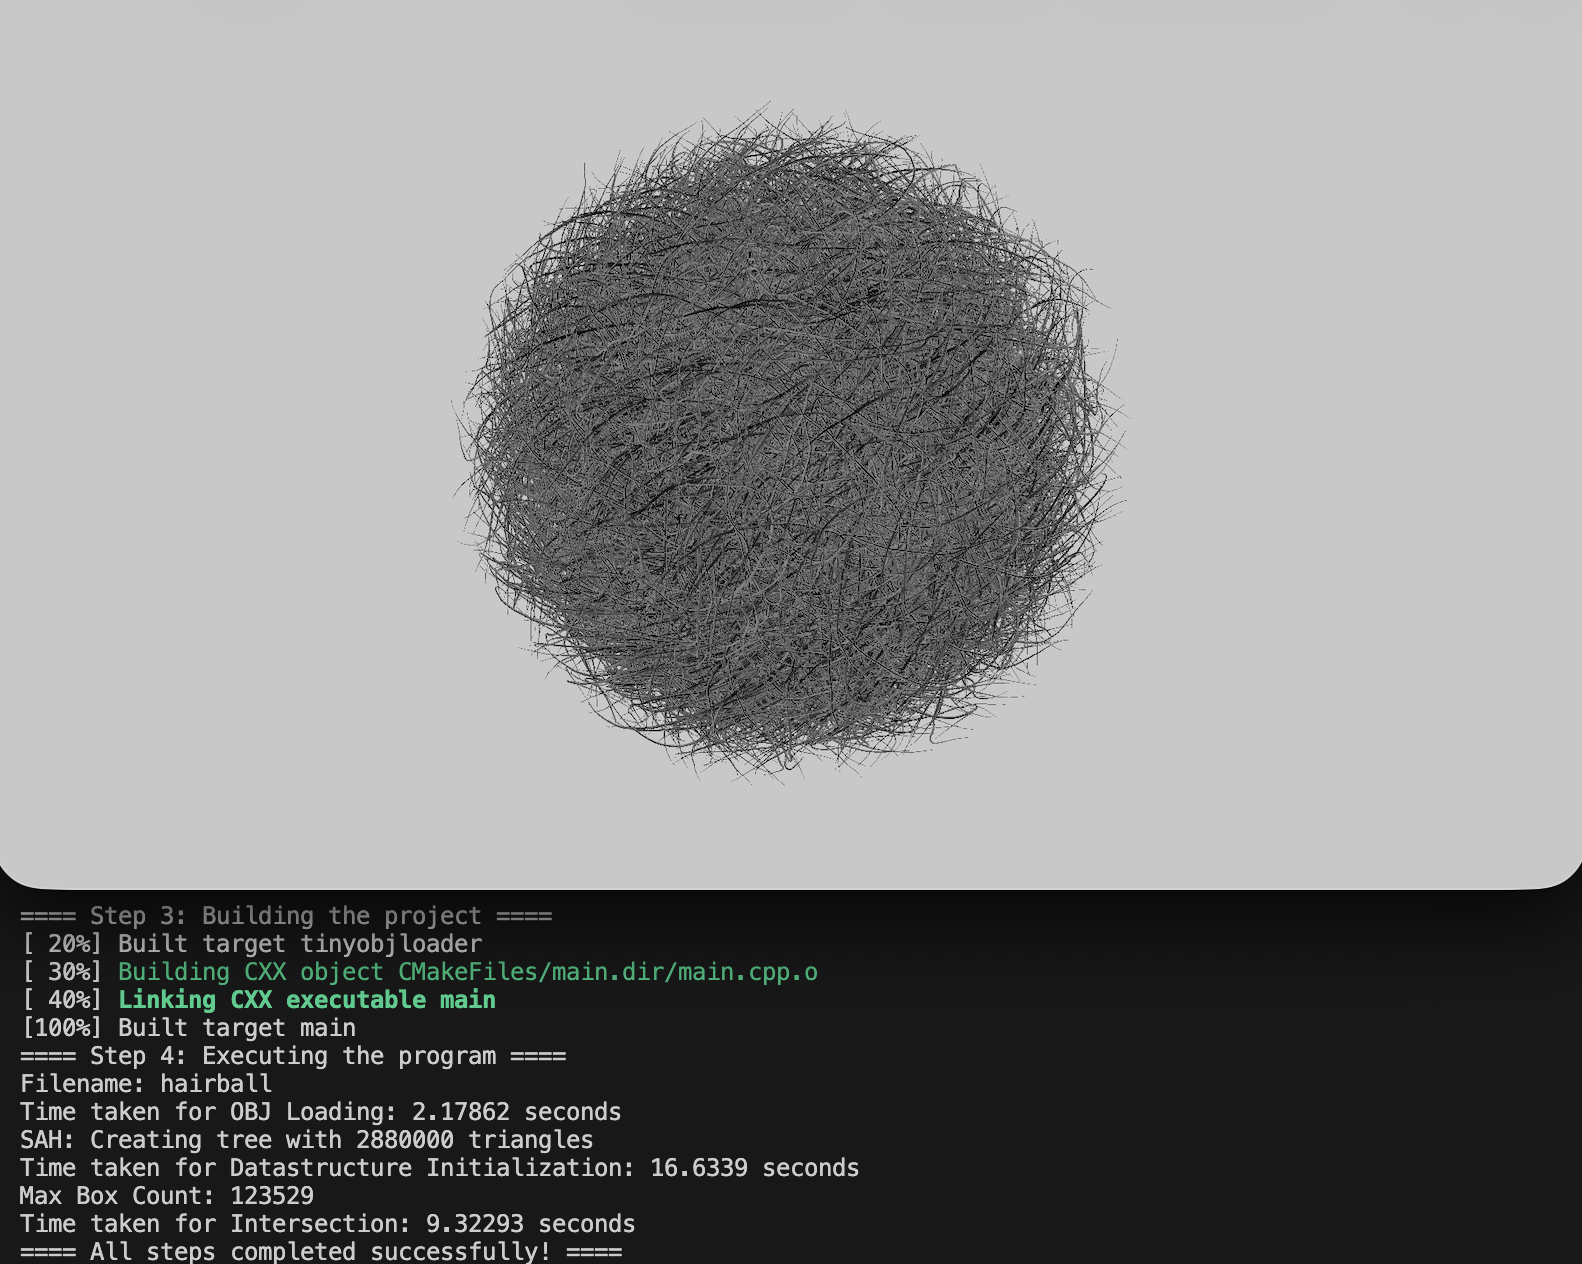 ==== Step 3: Building the project ====
[ 20%] Built target tinyobjloader
[ 30%] Building CXX object CMakeFiles/main.dir/main.cpp.o
[ 40%] Linking CXX executable main
[100%] Built target main
==== Step 4: Executing the program ====
Filename: hairball
Time taken for OBJ Loading: 2.17862 seconds
SAH: Creating tree with 2880000 triangles
Time taken for Datastructure Initialization: 16.6339 seconds
Max Box Count: 123529
Time taken for Intersection: 9.32293 seconds
==== All steps completed successfully! ====